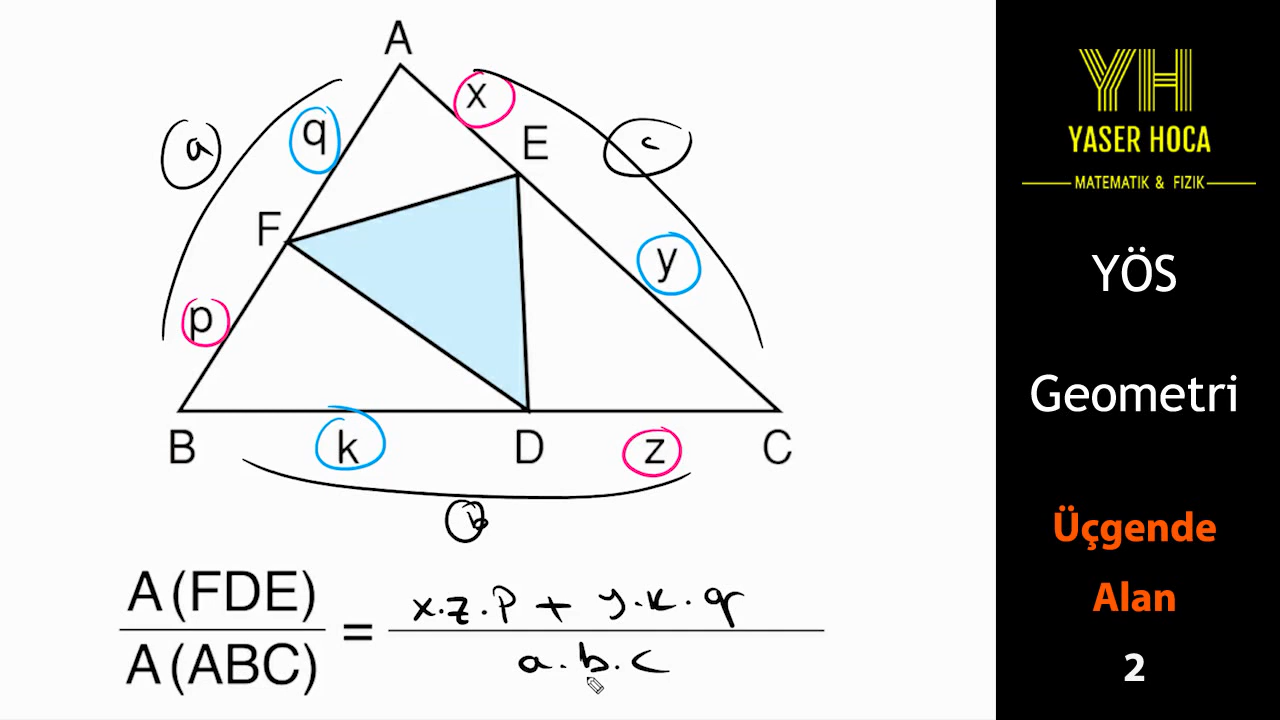 A
x
q
a
E
c
F
y
p
B
k
D
z
C
b
A(FDE)
A(ABC)
=
x.z.p + y.k.q
a.b.c
YH
YASER HOCA
MATEMATIK & FIZIK
YÖS
Geometri
Üçgende
Alan
2